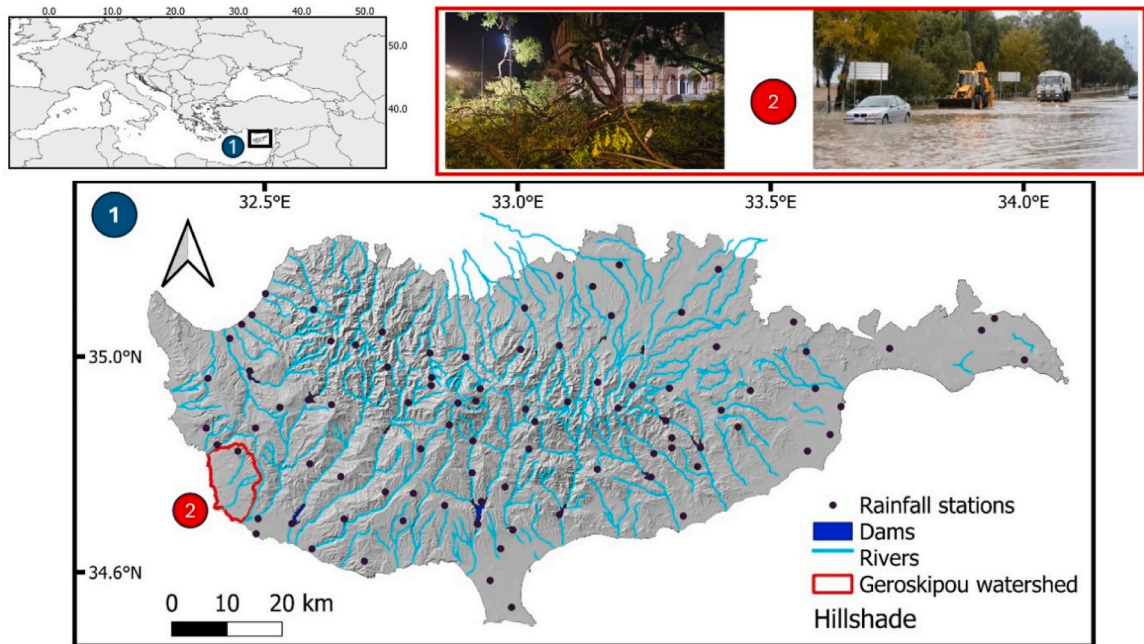 0.0 10.0 20.0 30.0 40.0 50.0
50.0
40.0
1
2
1
32.5°E 33.0°E 33.5°E 34.0°E
35.0°N
2
34.6°N
Rainfall stations
Dams
Rivers
Geroskipou watershed
Hillshade
0 10 20 km